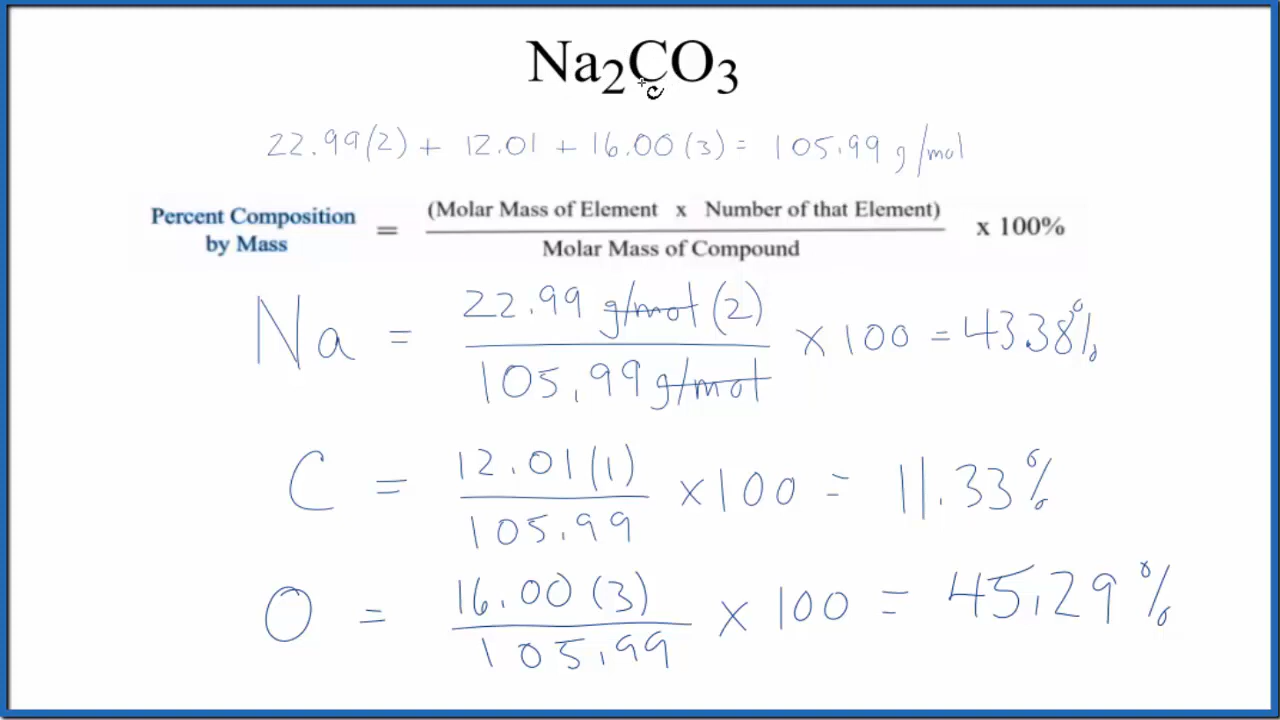 Na₂CO₃
22.99(2) + 12.01 + 16.00(3) = 105.99 g/mol
Percent Composition by Mass = (Molar Mass of Element x Number of that Element) / Molar Mass of Compound x 100%
Na = 22.99 g/mol (2) / 105.99 g/mol x 100 = 43.38%
C = 12.01(1) / 105.99 x 100 = 11.33%
O = 16.00(3) / 105.99 x 100 = 45.29%